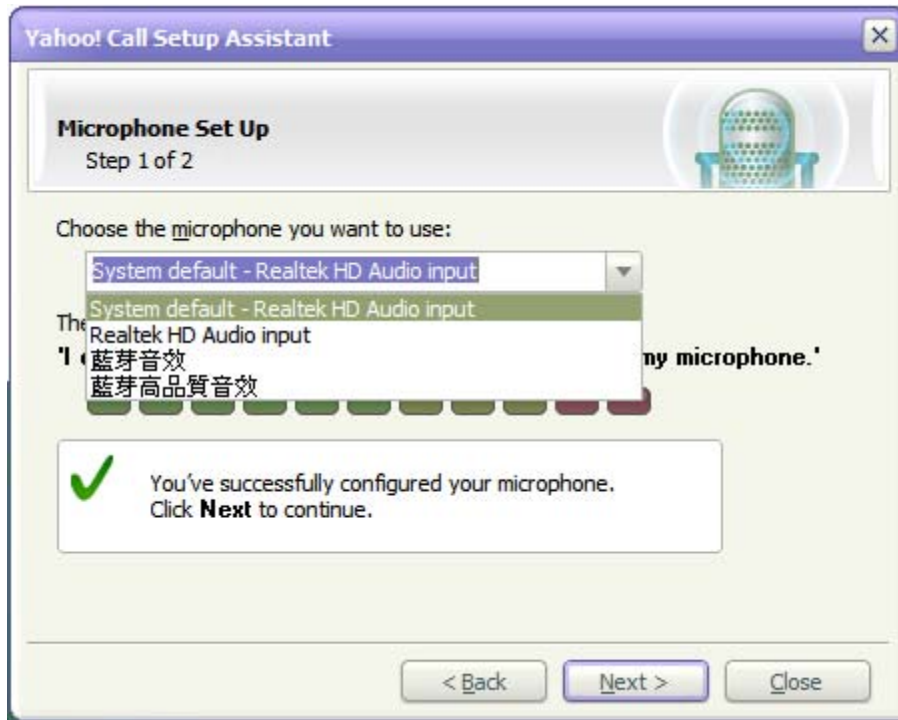 Yahoo! Call Setup Assistant
Microphone Set Up
Step 1 of 2
Choose the microphone you want to use:
System default - Realtek HD Audio input
System default - Realtek HD Audio input
Realtek HD Audio input
藍芽音效
藍芽高品質音效
The
"I my microphone."
You've successfully configured your microphone.
Click Next to continue.
< Back
Next >
Close